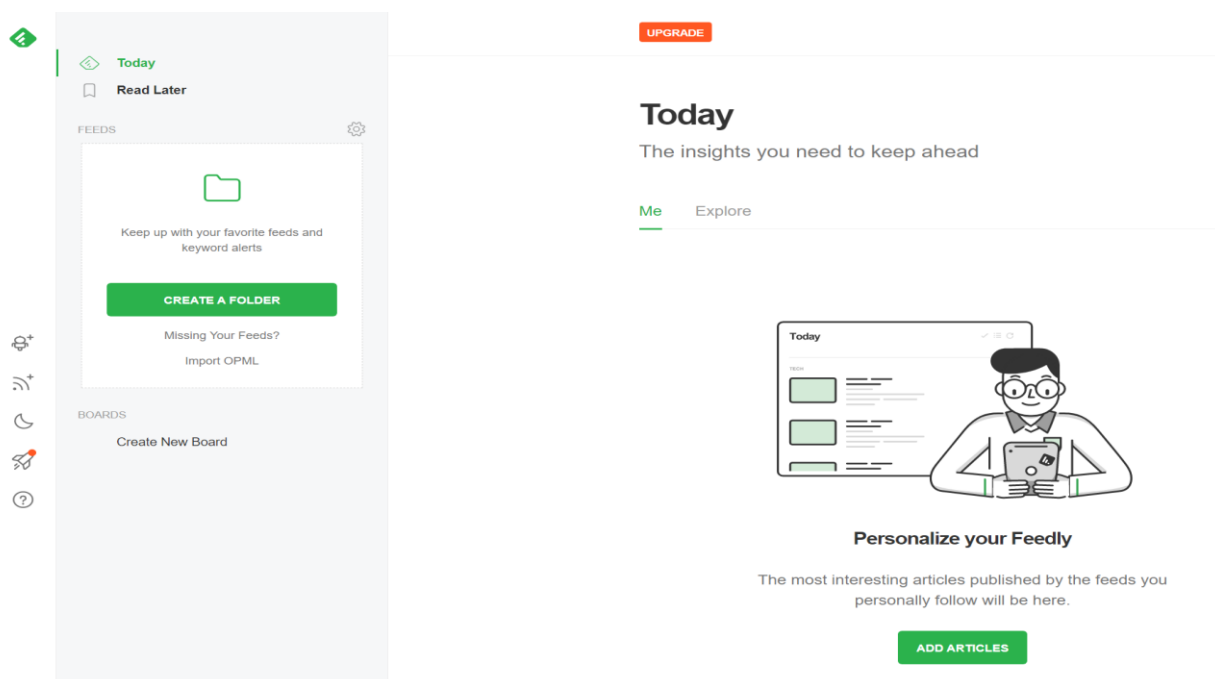 Today
Read Later
FEEDS
Keep up with your favorite feeds and
keyword alerts
CREATE A FOLDER
Missing Your Feeds?
Import OPML
BOARDS
Create New Board
UPGRADE
Today
The insights you need to keep ahead
Me Explore
Today
TECH
Personalize your Feedly
The most interesting articles published by the feeds you
personally follow will be here.
ADD ARTICLES